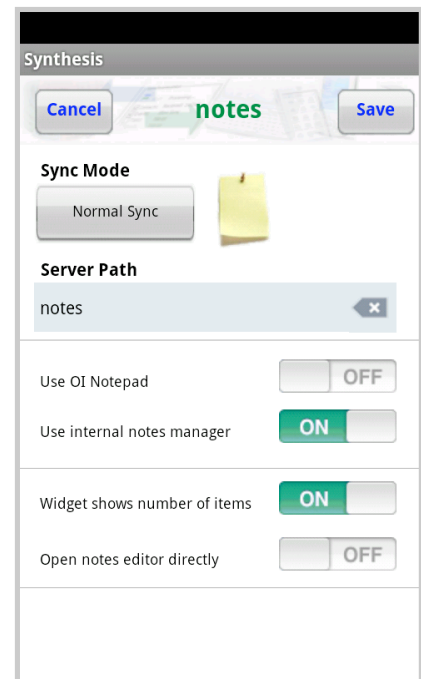 Synthesis
Cancel notes Save
Sync Mode
Normal Sync
Server Path
notes
Use OI Notepad OFF
Use internal notes manager ON
Widget shows number of items ON
Open notes editor directly OFF